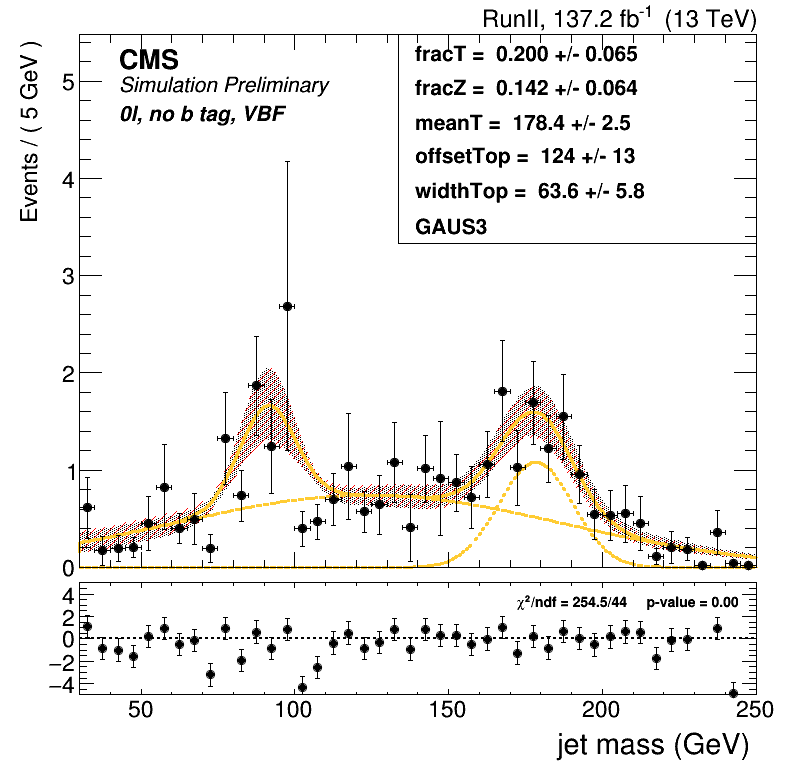 RunII, 137.2 fb⁻¹ (13 TeV)
CMS
Simulation Preliminary
0l, no b tag, VBF
fracT = 0.200 +/- 0.065
fracZ = 0.142 +/- 0.064
meanT = 178.4 +/- 2.5
offsetTop = 124 +/- 13
widthTop = 63.6 +/- 5.8
GAUS3
Events / ( 5 GeV )
5
4
3
2
1
0
χ²/ndf = 254.5/44 p-value = 0.00
4
2
0
−2
−4
50 100 150 200 250
jet mass (GeV)